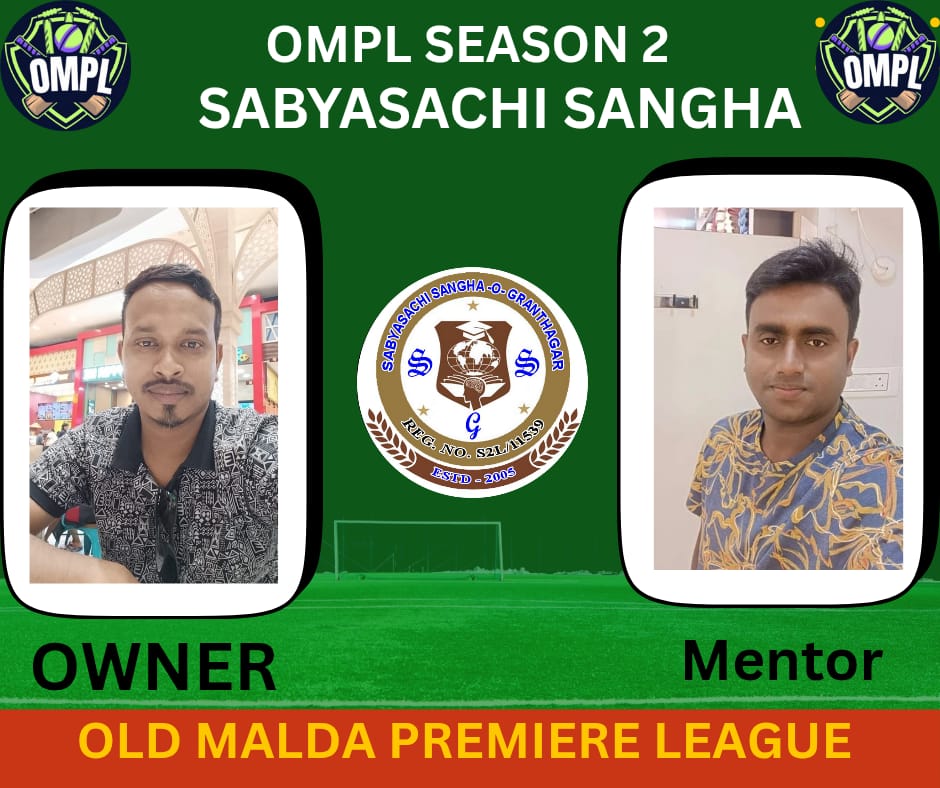 OMPL
OMPL SEASON 2
OMPL
SABYASACHI SANGHA
SABYASACHI SANGHA -O- GRANTHAGAR
S S
G
REG. NO. S2L/11539
ESTD - 2005
OWNER
Mentor
OLD MALDA PREMIERE LEAGUE